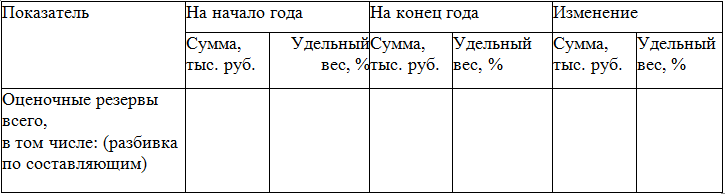 Показатель
На начало года
На конец года
Изменение
Сумма,
тыс. руб.
Удельный
вес, %
Сумма,
тыс. руб.
Удельный
вес, %
Сумма,
тыс. руб.
Удельный
вес, %
Оценочные резервы
всего,
в том числе: (разбивка
по составляющим)